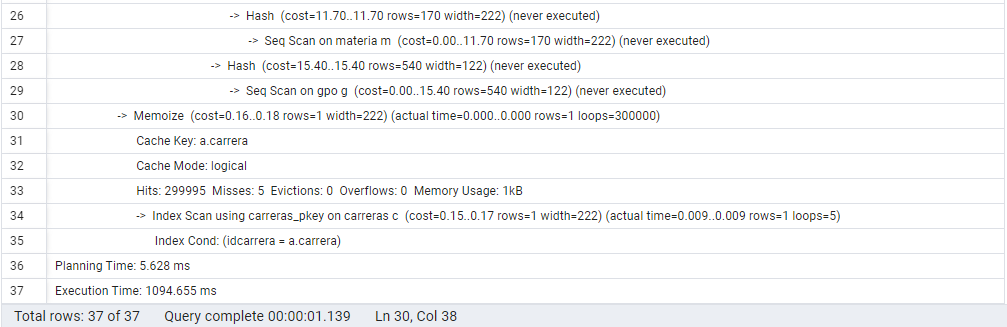 26 -> Hash (cost=11.70..11.70 rows=170 width=222) (never executed)
27 -> Seq Scan on materia m (cost=0.00..11.70 rows=170 width=222) (never executed)
28 -> Hash (cost=15.40..15.40 rows=540 width=122) (never executed)
29 -> Seq Scan on gpo g (cost=0.00..15.40 rows=540 width=122) (never executed)
30 -> Memoize (cost=0.16..0.18 rows=1 width=222) (actual time=0.000..0.000 rows=1 loops=300000)
31 Cache Key: a.carrera
32 Cache Mode: logical
33 Hits: 299995 Misses: 5 Evictions: 0 Overflows: 0 Memory Usage: 1kB
34 -> Index Scan using carreras_pkey on carreras c (cost=0.15..0.17 rows=1 width=222) (actual time=0.009..0.009 rows=1 loops=5)
35 Index Cond: (idcarrera = a.carrera)
36 Planning Time: 5.628 ms
37 Execution Time: 1094.655 ms
Total rows: 37 of 37 Query complete 00:00:01.139 Ln 30, Col 38